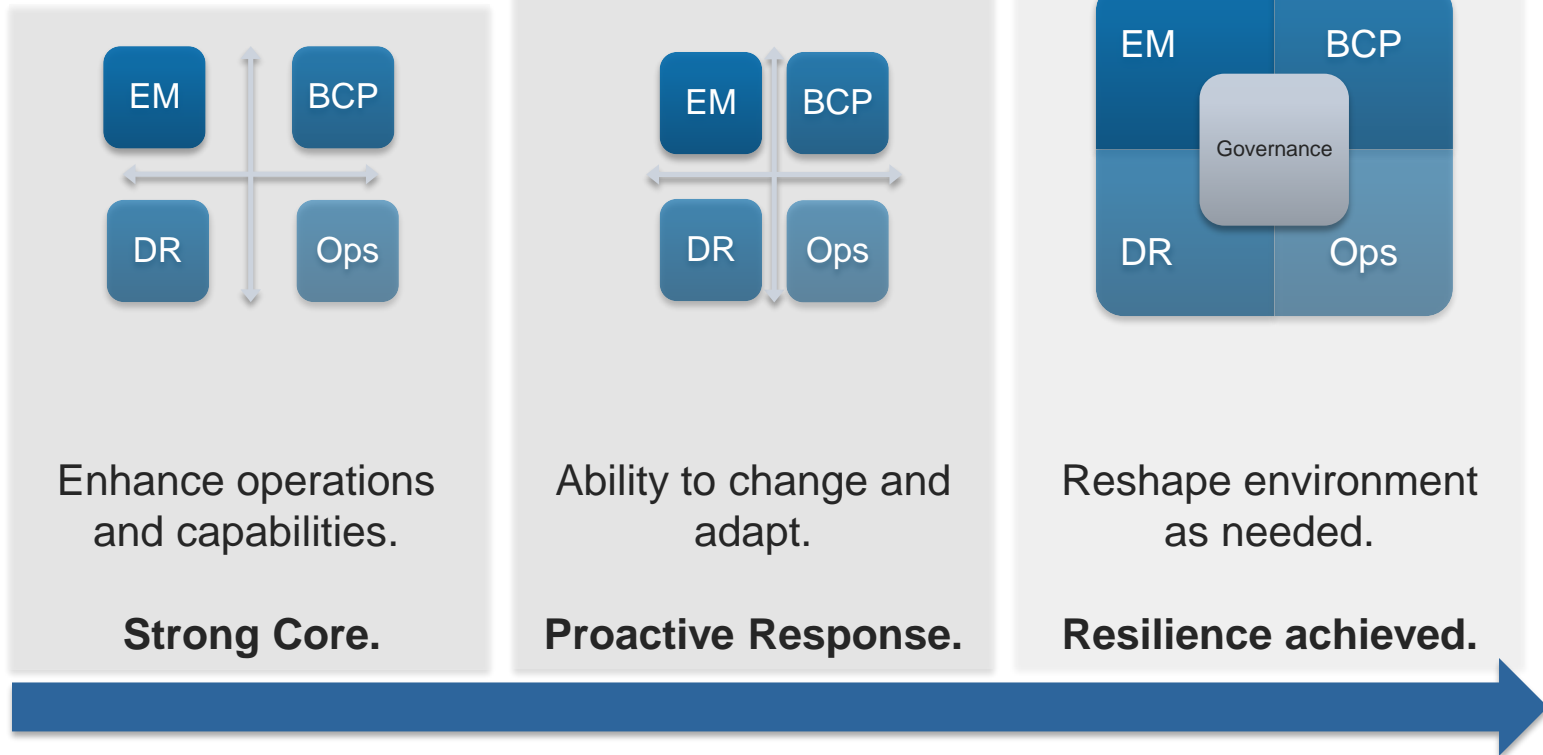 EM
BCP
DR
Ops
Enhance operations
and capabilities.
Strong Core.
EM
BCP
DR
Ops
Ability to change and
adapt.
Proactive Response.
EM
BCP
Governance
DR
Ops
Reshape environment
as needed.
Resilience achieved.